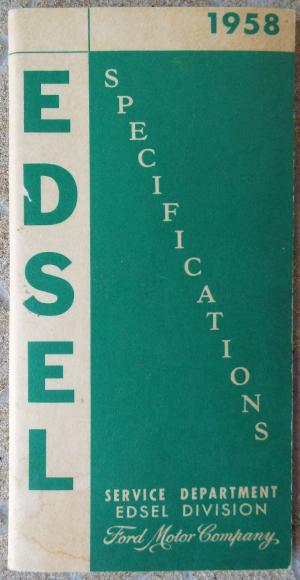 1958
EDSEL
SPECIFICATIONS
SERVICE DEPARTMENT
EDSEL DIVISION
Ford Motor Company